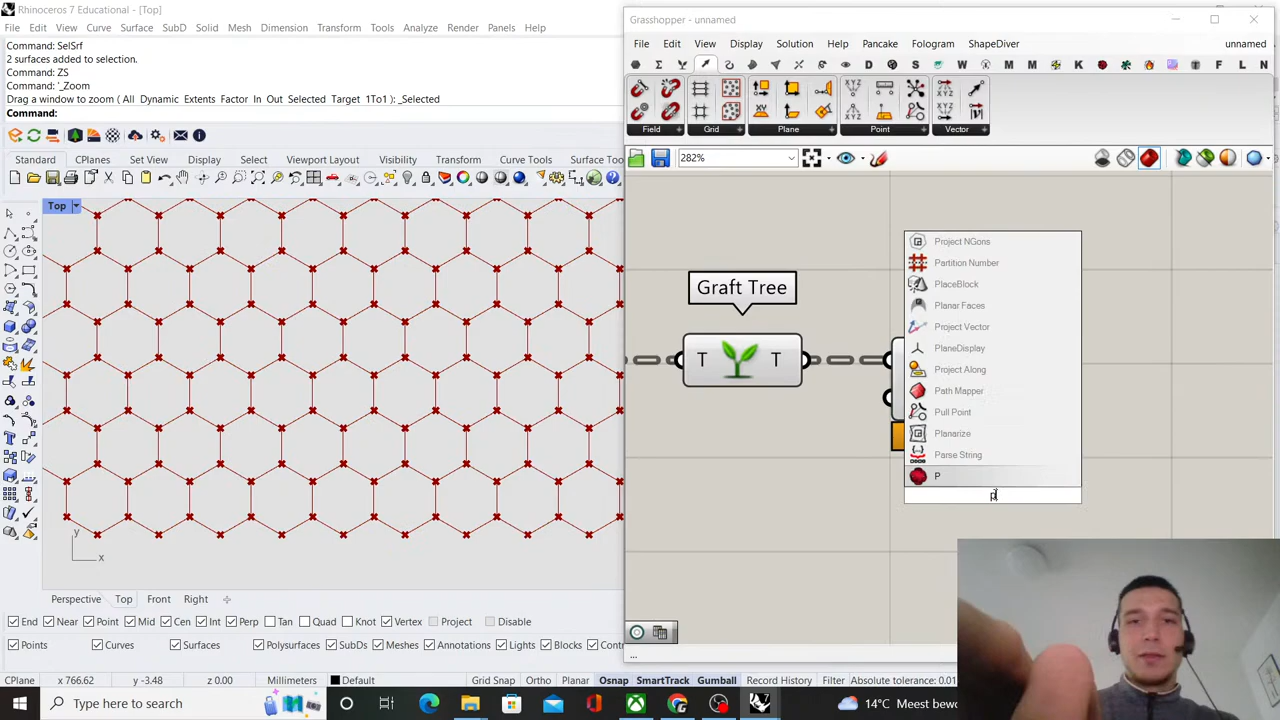 Rhinoceros 7 Educational - [Top]
File Edit View Curve Surface SubD Solid Mesh Transform Tools Analyze Render Panels Help
Command: SelSrf
2 surfaces added to selection.
Command: ZS
Command: '_Zoom
Drag a window to zoom ( All Dynamic Extents Factor In Out Selected Target 1To1 ): _Selected
Command:
Standard CPlanes Set View Display Select Viewport Layout Visibility Transform Curve Tools Surface Too
Top
y
x
Perspective Top Front Right
End Near Point Mid Cen Int Perp Tan Quad Knot Vertex Project Disable
Points Curves Surfaces Polysurfaces SubDs Meshes Annotations Lights Blocks
CPlane x 766.62 y -3.48 z 0.00 Millimeters Default Grid Snap Ortho Planar Osnap SmartTrack Gumball Record History Filter Absolute tolerance: 0.01
Type here to search
14°C Meest bewo
Grasshopper - unnamed
File Edit View Display Solution Help Pancake Fologram ShapeDiver unnamed
D S W M M K F L N
Field Grid Plane Point Vector
282%
Graft Tree
T T
Project NGons
Partition Number
PlaceBlock
Planar Faces
Project Vector
PlaneDisplay
Project Along
Path Mapper
Pull Point
Planarize
Parse String
P
p
...